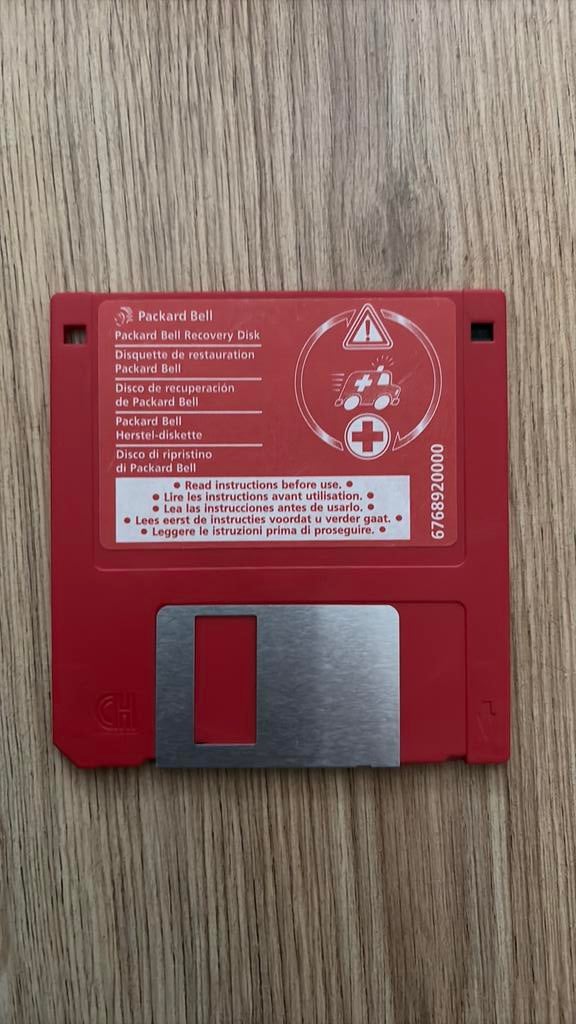 Packard Bell
Packard Bell Recovery Disk
Disquette de restauration
Packard Bell
Disco de recuperación
de Packard Bell
Packard Bell
Herstel-diskette
Disco di ripristino
di Packard Bell
• Read instructions before use. •
• Lire les instructions avant utilisation. •
• Lea las instrucciones antes de usarlo. •
• Lees eerst de instructies voordat u verder gaat. •
• Leggere le istruzioni prima di proseguire. •
6768920000
CH